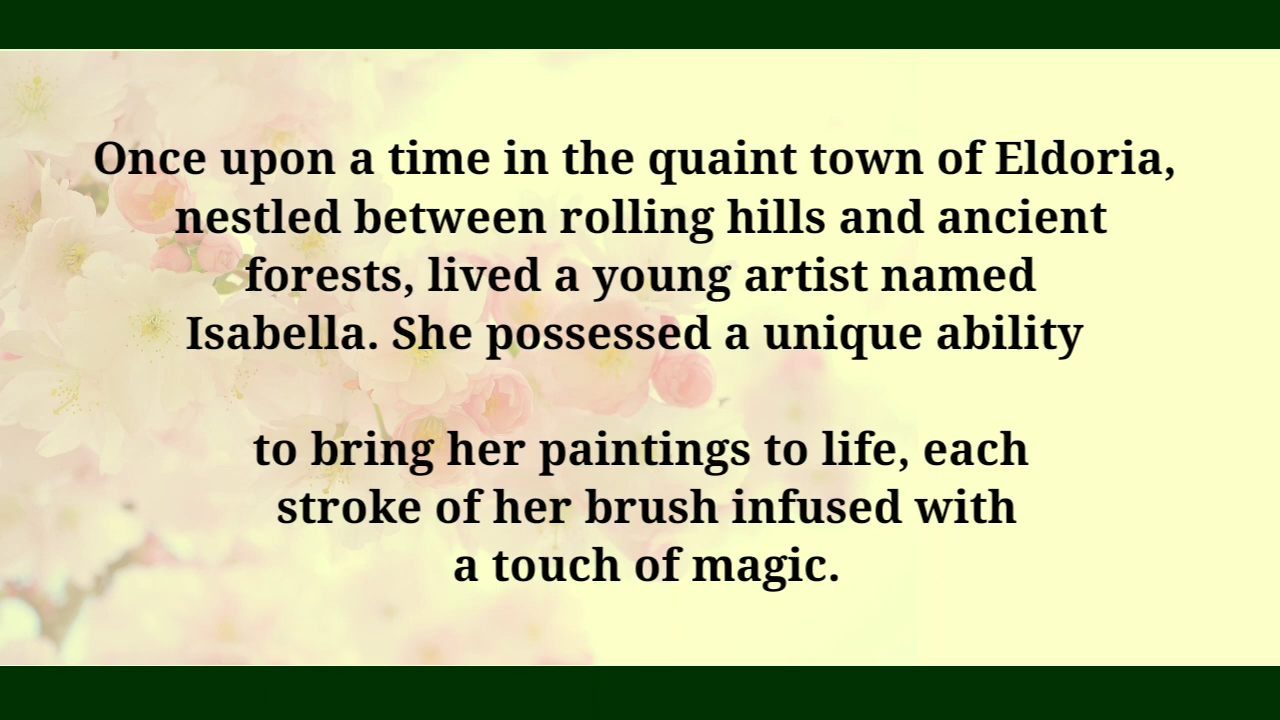 Once upon a time in the quaint town of Eldoria,
nestled between rolling hills and ancient
forests, lived a young artist named
Isabella. She possessed a unique ability
to bring her paintings to life, each
stroke of her brush infused with
a touch of magic.